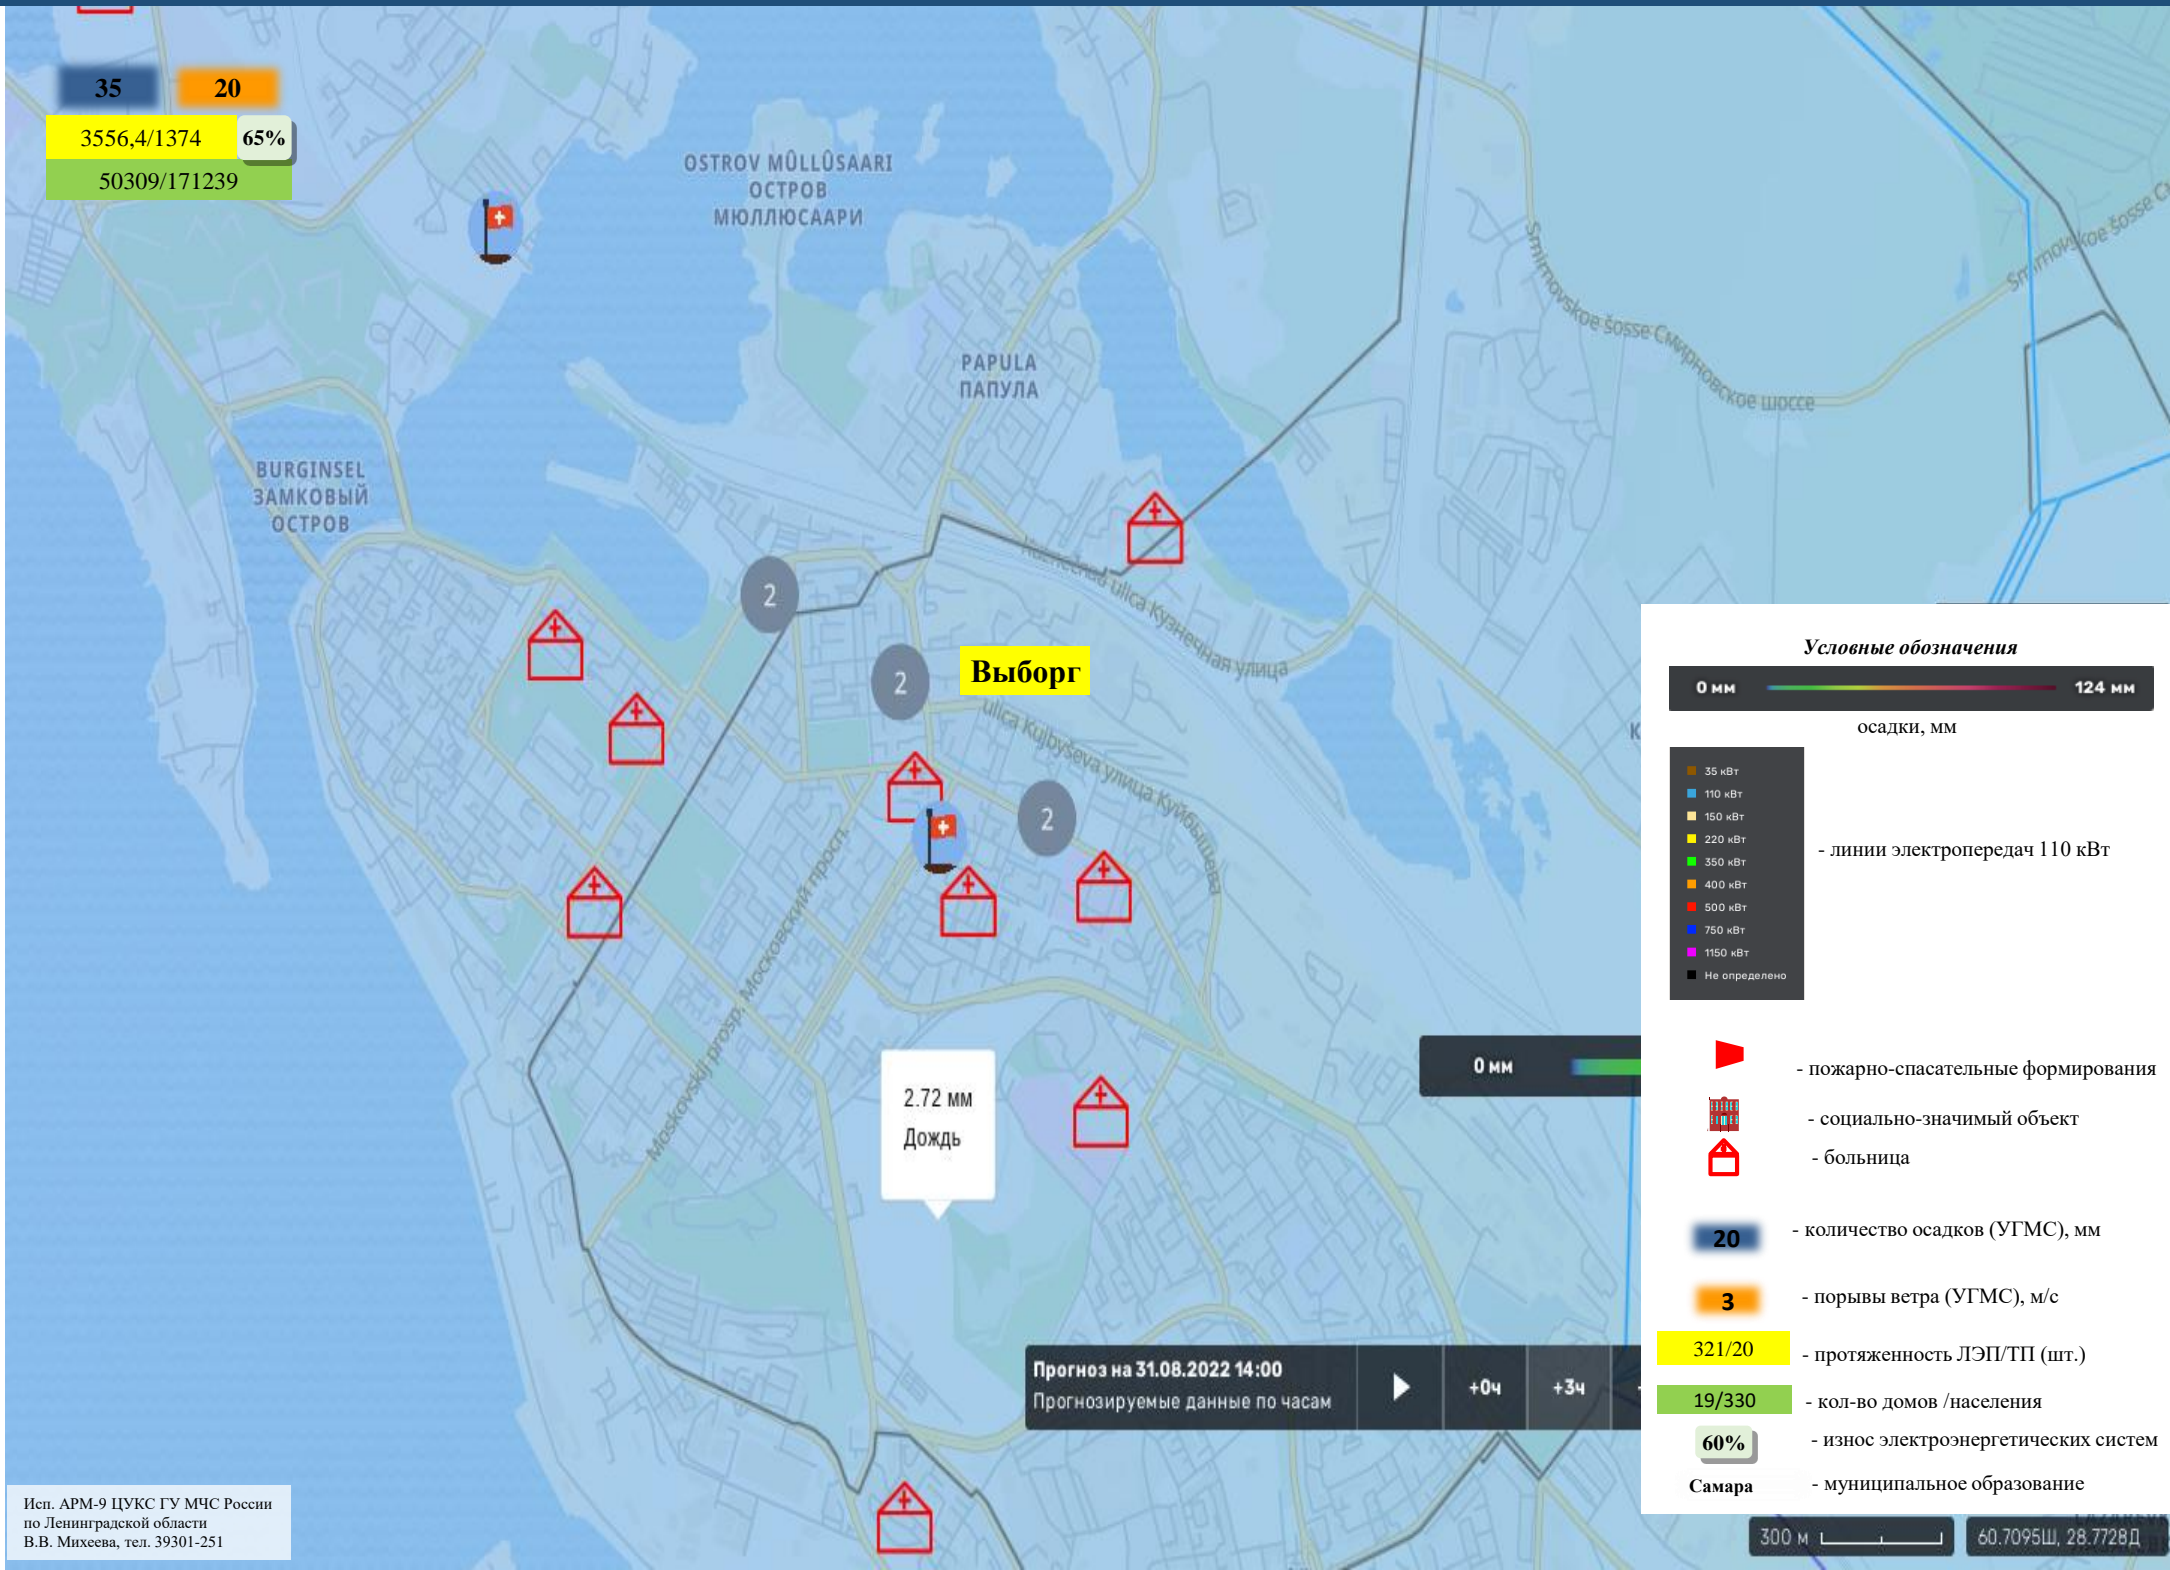 35
20
3556,4/1374
65%
50309/171239
OSTROV MÛLLÛSAARI
ОСТРОВ
МЮЛЛЮСААРИ
PAPULA
ПАПУЛА
Smirnovskoe šosse Смирновское шоссе
Smirnovskoe šosse
BURGINSEL
ЗАМКОВЫЙ
ОСТРОВ
Kuznečnaâ ulica Кузнечная улица
2
2
Выборг
ulica Kujbyševa улица Куйбышева
2
Moskovskij prosp. Московский просп.
2.72 мм
Дождь
0 мм
Прогноз на 31.08.2022 14:00
Прогнозируемые данные по часам
+0ч
+3ч
Условные обозначения
0 мм
124 мм
осадки, мм
35 кВт
110 кВт
150 кВт
220 кВт
350 кВт
400 кВт
500 кВт
750 кВт
1150 кВт
Не определено
- линии электропередач 110 кВт
- пожарно-спасательные формирования
- социально-значимый объект
- больница
20 - количество осадков (УГМС), мм
3 - порывы ветра (УГМС), м/с
321/20 - протяженность ЛЭП/ТП (шт.)
19/330 - кол-во домов /населения
60% - износ электроэнергетических систем
Самара - муниципальное образование
300 м
60.7095Ш, 28.7728Д
Исп. АРМ-9 ЦУКС ГУ МЧС России
по Ленинградской области
В.В. Михеева, тел. 39301-251